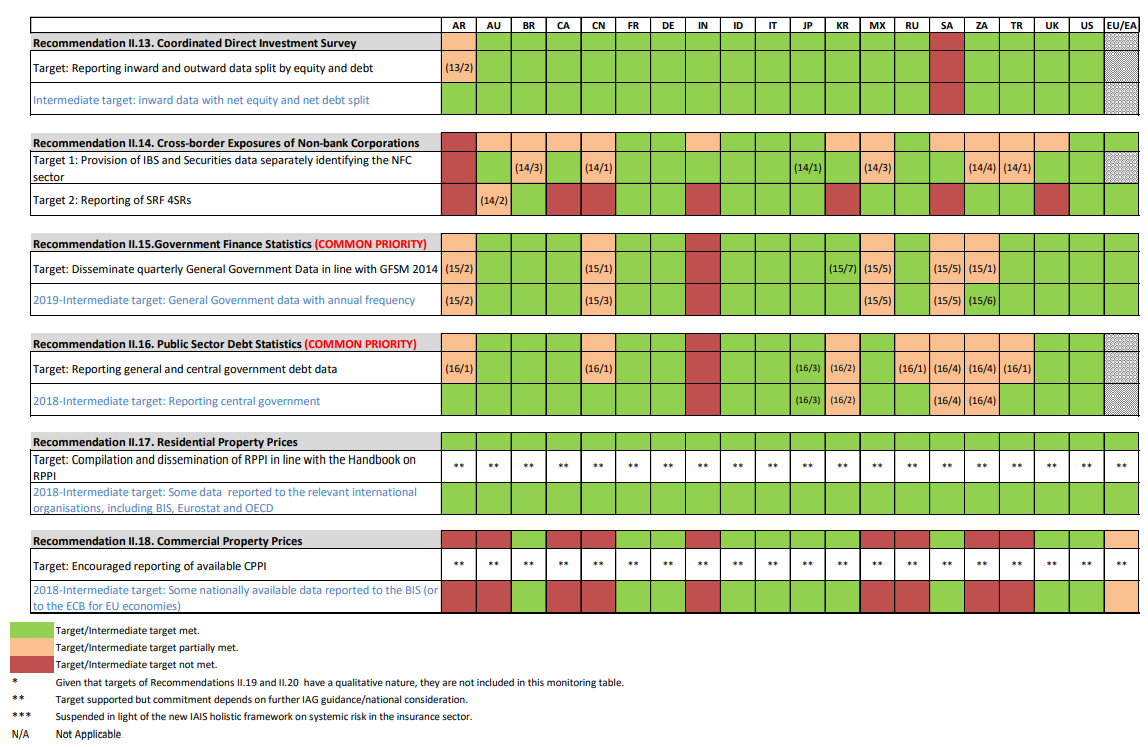 AR AU BR CA CN FR DE IN ID IT JP KR MX RU SA ZA TR UK US EU/EA
Recommendation II.13. Coordinated Direct Investment Survey
Target: Reporting inward and outward data split by equity and debt (13/2)
Intermediate target: inward data with net equity and net debt split
Recommendation II.14. Cross-border Exposures of Non-bank Corporations
Target 1: Provision of IBS and Securities data separately identifying the NFC
sector (14/3) (14/1) (14/1) (14/3) (14/4) (14/1)
Target 2: Reporting of SRF 4SRs (14/2)
Recommendation II.15.Government Finance Statistics (COMMON PRIORITY)
Target: Disseminate quarterly General Government Data in line with GFSM 2014 (15/2) (15/1) (15/7) (15/5) (15/5) (15/1)
2019-Intermediate target: General Government data with annual frequency (15/2) (15/3) (15/5) (15/5) (15/6)
Recommendation II.16. Public Sector Debt Statistics (COMMON PRIORITY)
Target: Reporting general and central government debt data (16/1) (16/1) (16/3) (16/2) (16/1) (16/4) (16/4) (16/1)
2018-Intermediate target: Reporting central government (16/3) (16/2) (16/4) (16/4)
Recommendation II.17. Residential Property Prices
Target: Compilation and dissemination of RPPI in line with the Handbook on
RPPI ** ** ** ** ** ** ** ** ** ** ** ** ** ** ** ** ** ** ** **
2018-Intermediate target: Some data reported to the relevant international
organisations, including BIS, Eurostat and OECD
Recommendation II.18. Commercial Property Prices
Target: Encouraged reporting of available CPPI ** ** ** ** ** ** ** ** ** ** ** ** ** ** ** ** ** ** ** **
2018-Intermediate target: Some nationally available data reported to the BIS (or
to the ECB for EU economies)
Target/Intermediate target met.
Target/Intermediate target partially met.
Target/Intermediate target not met.
* Given that targets of Recommendations II.19 and II.20 have a qualitative nature, they are not included in this monitoring table.
** Target supported but commitment depends on further IAG guidance/national consideration.
*** Suspended in light of the new IAIS holistic framework on systemic risk in the insurance sector.
N/A Not Applicable